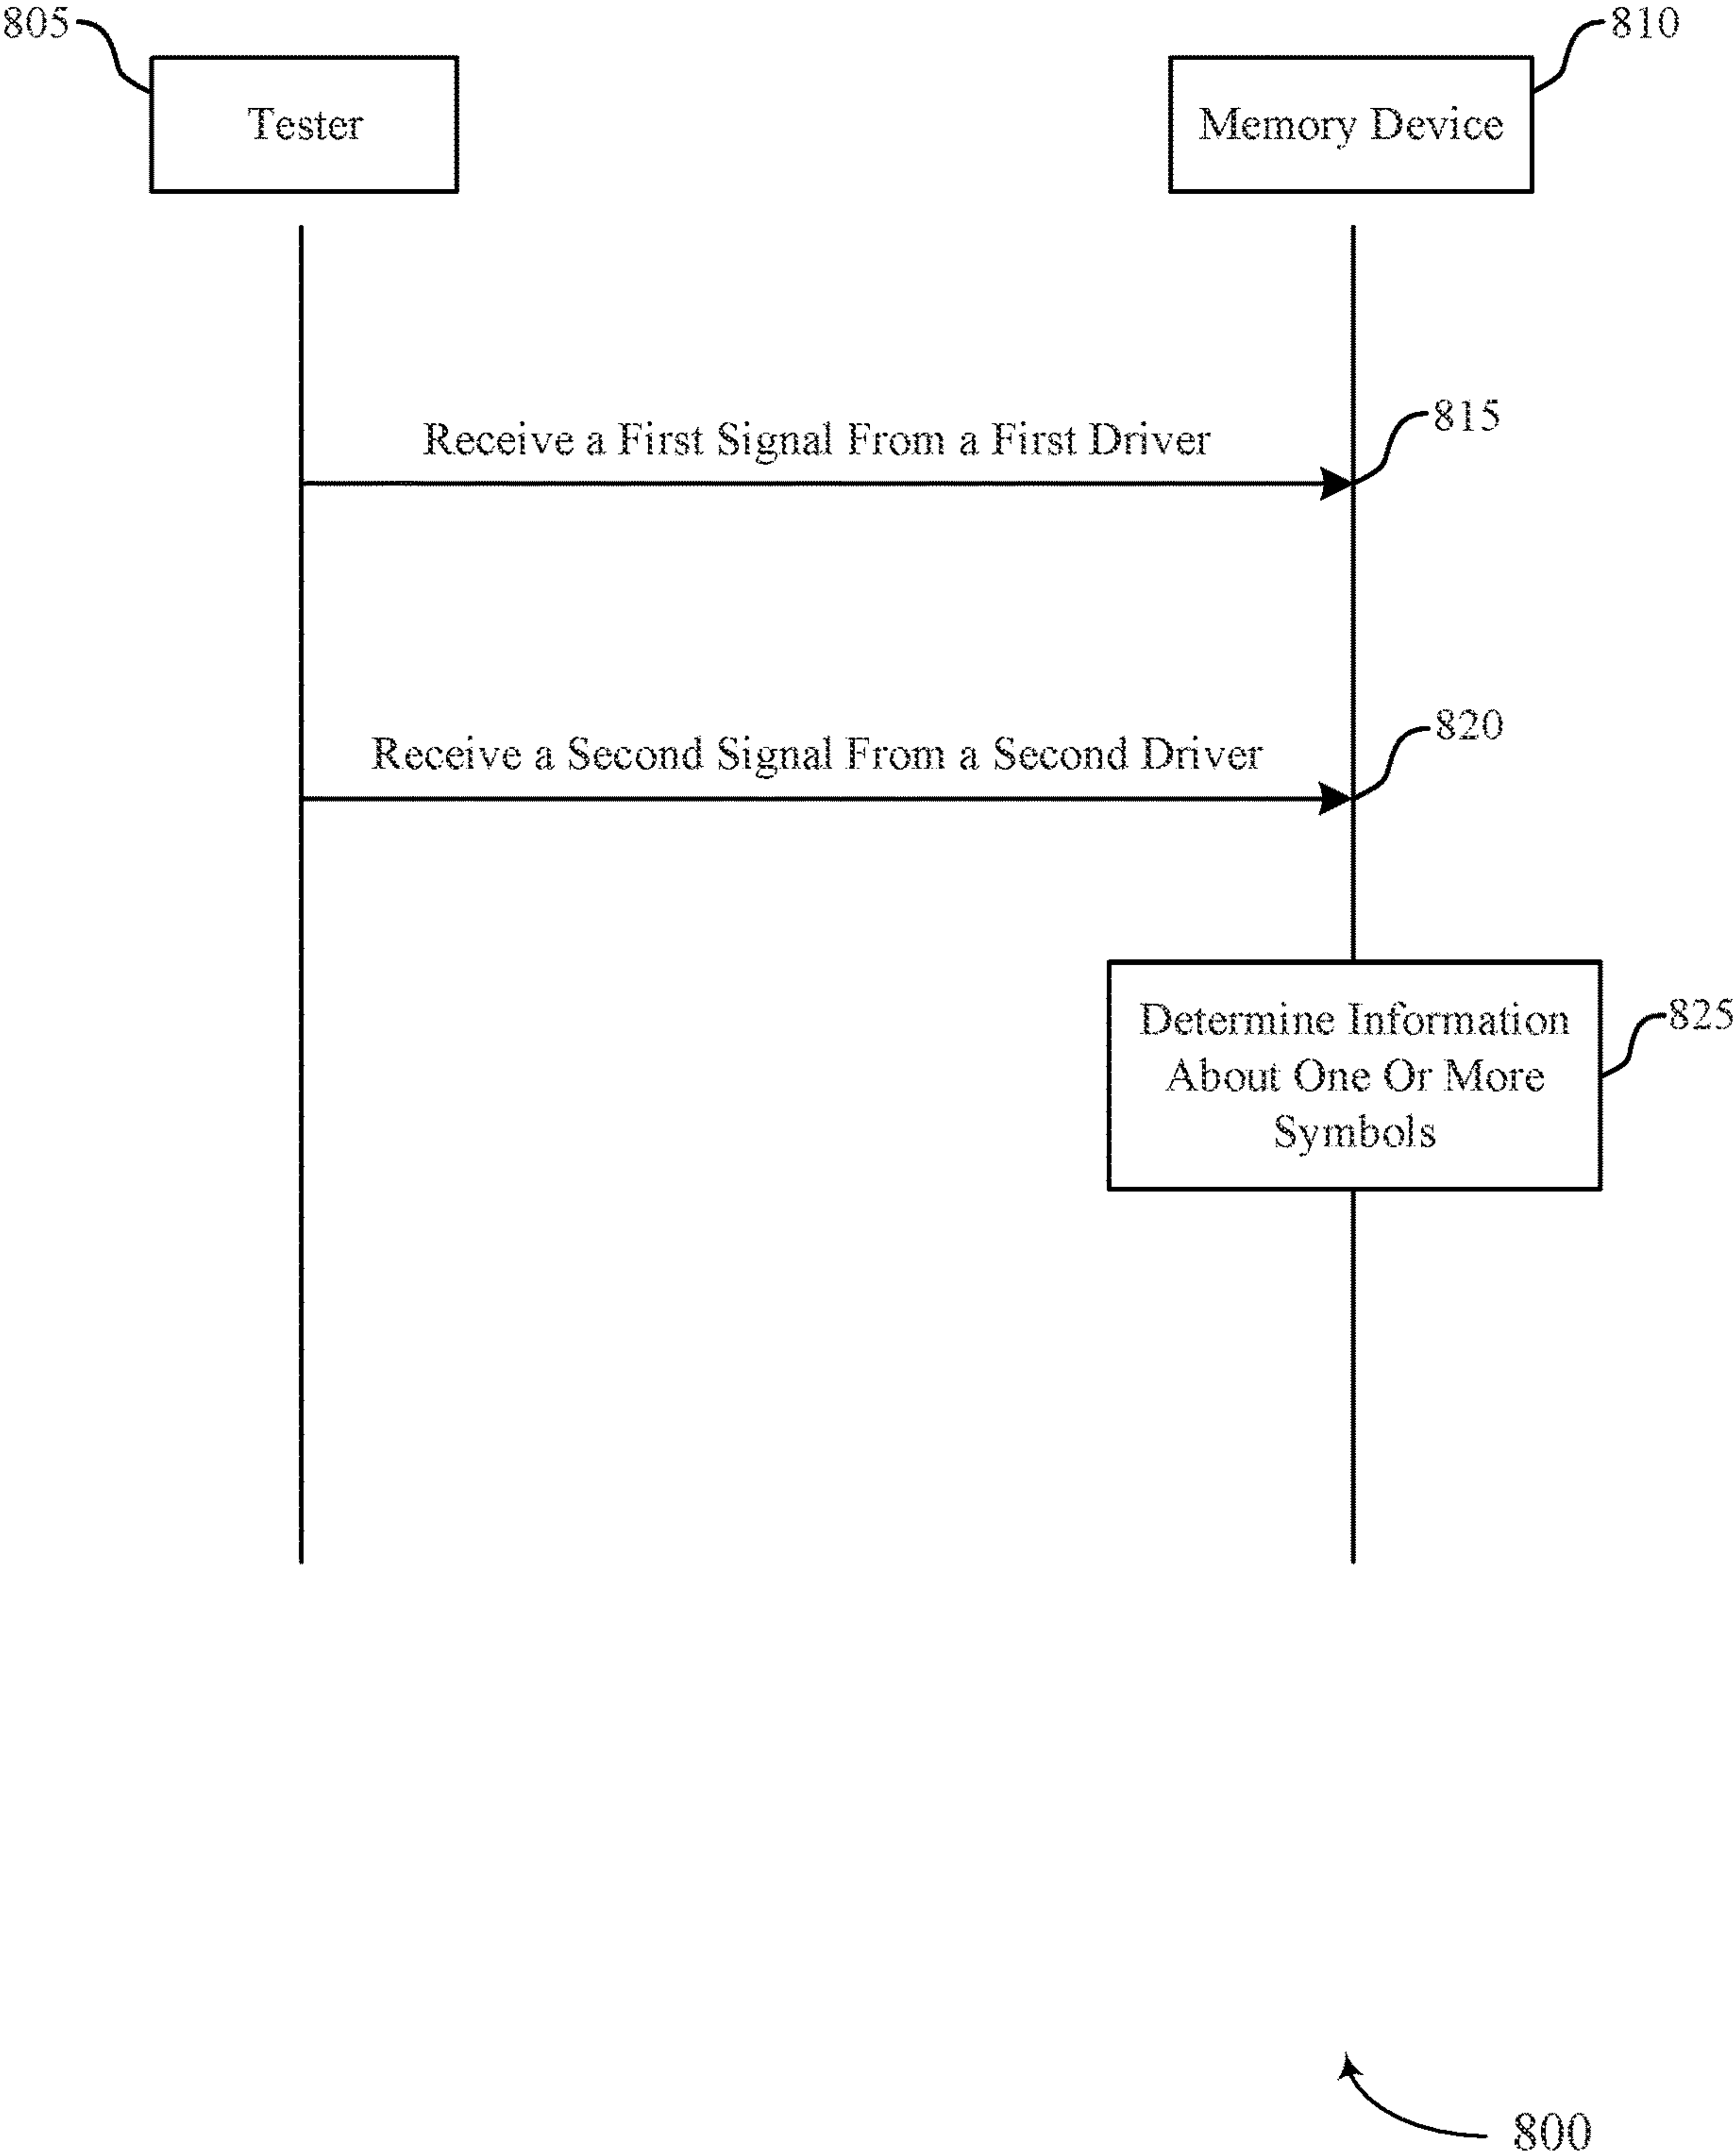 805
810
Tester
Memory Device
815
Receive a First Signal From a First Driver
820
Receive a Second Signal From a Second Driver
Determine Information
About One Or More
Symbols
825
800